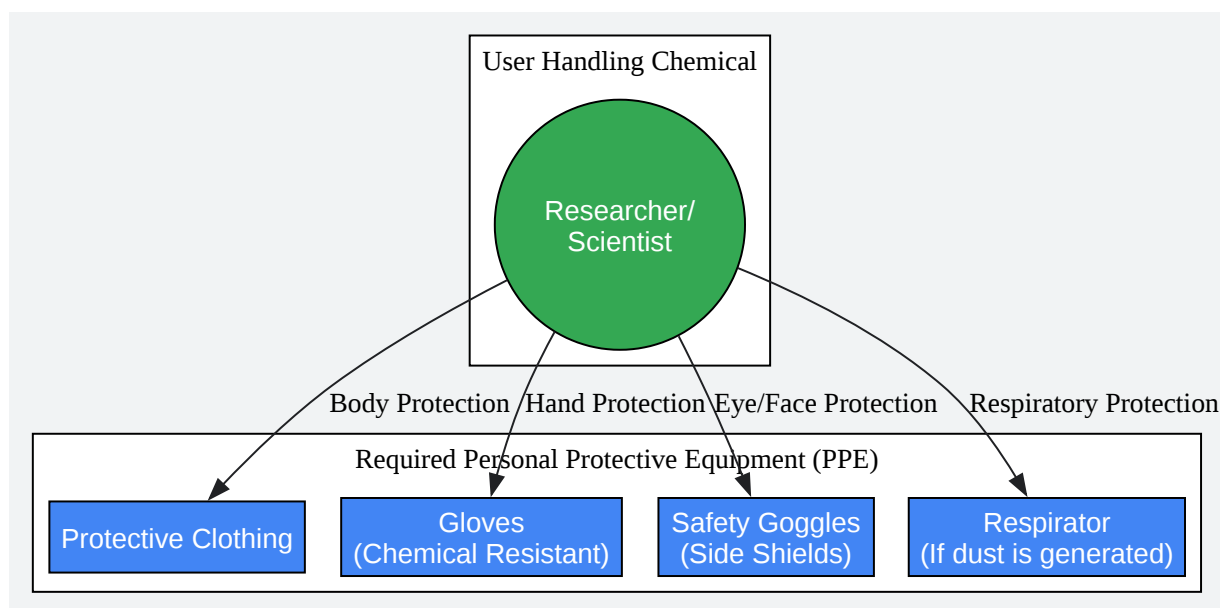 User Handling Chemical
Researcher/
Scientist
Body Protection
Hand Protection
Eye/Face Protection
Respiratory Protection
Required Personal Protective Equipment (PPE)
Protective Clothing
Gloves
(Chemical Resistant)
Safety Goggles
(Side Shields)
Respirator
(If dust is generated)